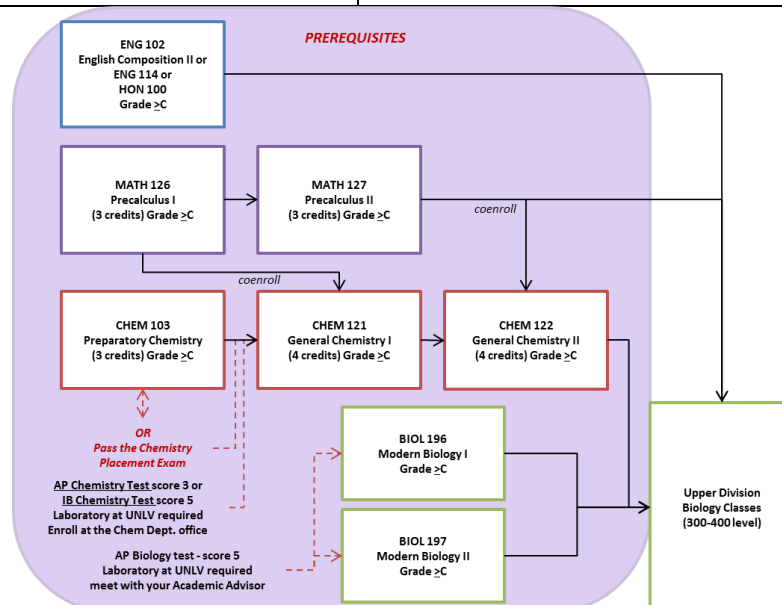 PREREQUISITES
ENG 102
English Composition II or
ENG 114 or
HON 100
Grade ≥C
MATH 126
Precalculus I
(3 credits) Grade ≥C
MATH 127
Precalculus II
(3 credits) Grade ≥C
coenroll
coenroll
CHEM 103
Preparatory Chemistry
(3 credits) Grade ≥C
CHEM 121
General Chemistry I
(4 credits) Grade ≥C
CHEM 122
General Chemistry II
(4 credits) Grade ≥C
OR
Pass the Chemistry
Placement Exam
AP Chemistry Test score 3 or
IB Chemistry Test score 5
Laboratory at UNLV required
Enroll at the Chem Dept. office
BIOL 196
Modern Biology I
Grade ≥C
AP Biology test - score 5
Laboratory at UNLV required
meet with your Academic Advisor
BIOL 197
Modern Biology II
Grade ≥C
Upper Division
Biology Classes
(300-400 level)